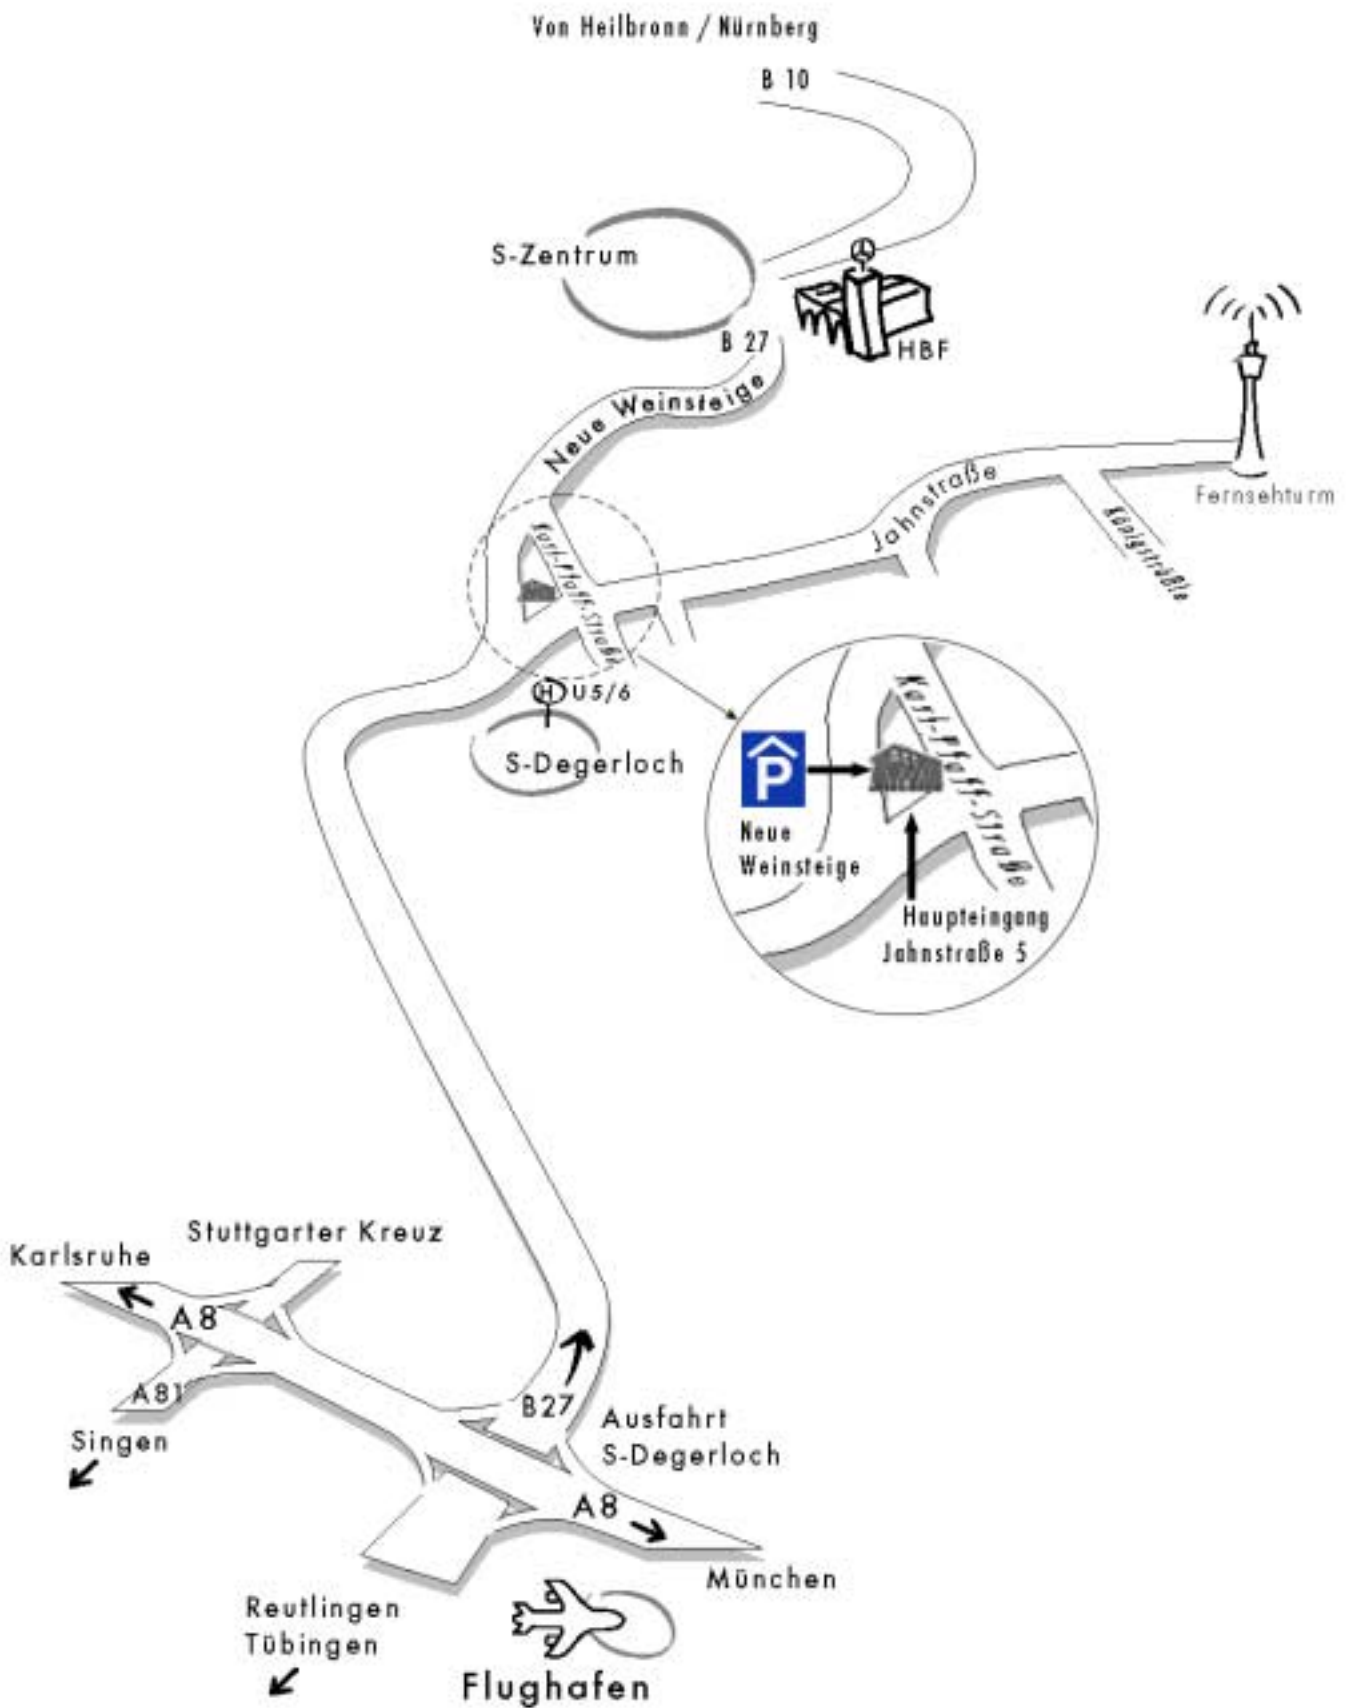 Von Heilbronn / Nürnberg
B 10
S-Zentrum
B 27
HBF
Neue Weinsteige
Fernsehturm
Jahnstraße
Königsträßle
Karl-Pfaff-Straße
H U5/6
S-Degerloch
Karl-Pfaff-Straße
P
Neue
Weinsteige
Haupteingang
Jahnstraße 5
Stuttgarter Kreuz
Karlsruhe
A8
A81
Singen
B27
Ausfahrt
S-Degerloch
A8
München
Reutlingen
Tübingen
Flughafen